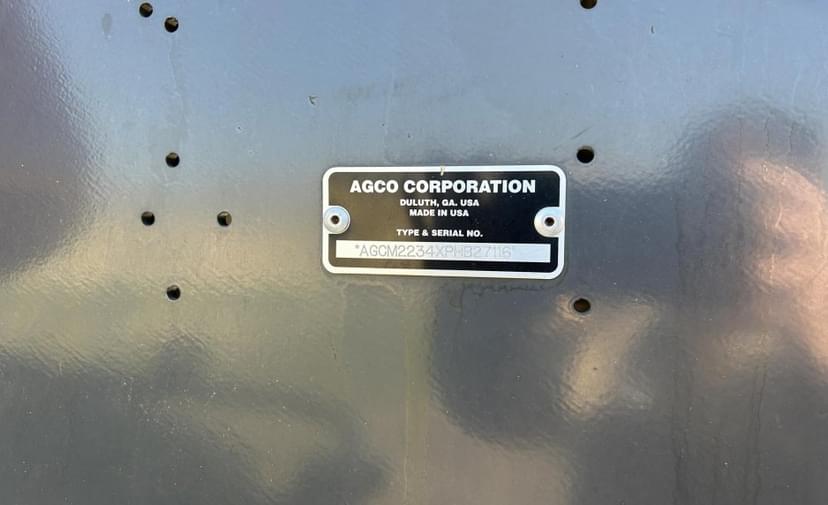 AGCO CORPORATION
DULUTH, GA. USA
MADE IN USA
TYPE & SERIAL NO.
*AGCM2234XPHB27116*